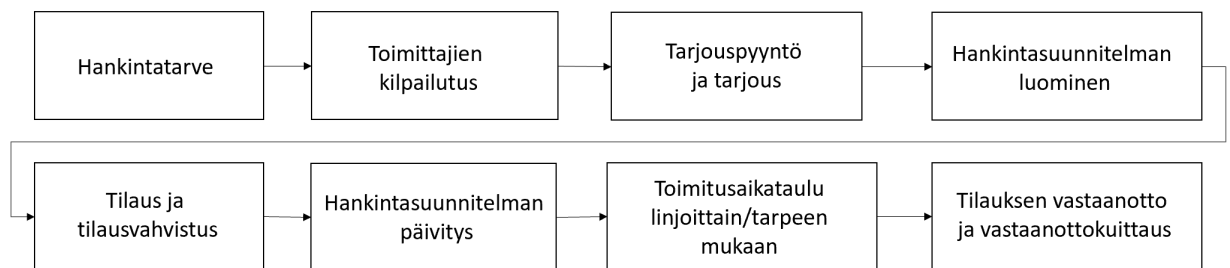 Hankintatarve
Toimittajien
kilpailutus
Tarjouspyyntö
ja tarjous
Hankintasuunnitelman
luominen
Tilaus ja
tilausvahvistus
Hankintasuunnitelman
päivitys
Toimitusaikataulu
linjoittain/tarpeen
mukaan
Tilauksen vastaanotto
ja vastaanottokuittaus